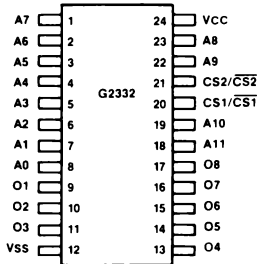 A7 1 24 VCC
A6 2 23 A8
A5 3 22 A9
A4 4 21 CS2/C̅S̅2̅
G2332
A3 5 20 CS1/C̅S̅1̅
A2 6 19 A10
A1 7 18 A11
A0 8 17 O8
O1 9 16 O7
O2 10 15 O6
O3 11 14 O5
VSS 12 13 O4